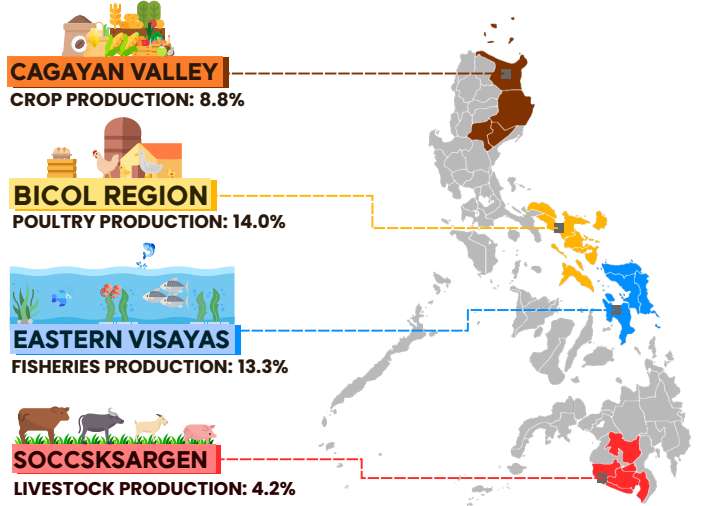 CAGAYAN VALLEY
CROP PRODUCTION: 8.8%
BICOL REGION
POULTRY PRODUCTION: 14.0%
EASTERN VISAYAS
FISHERIES PRODUCTION: 13.3%
SOCCSKSARGEN
LIVESTOCK PRODUCTION: 4.2%